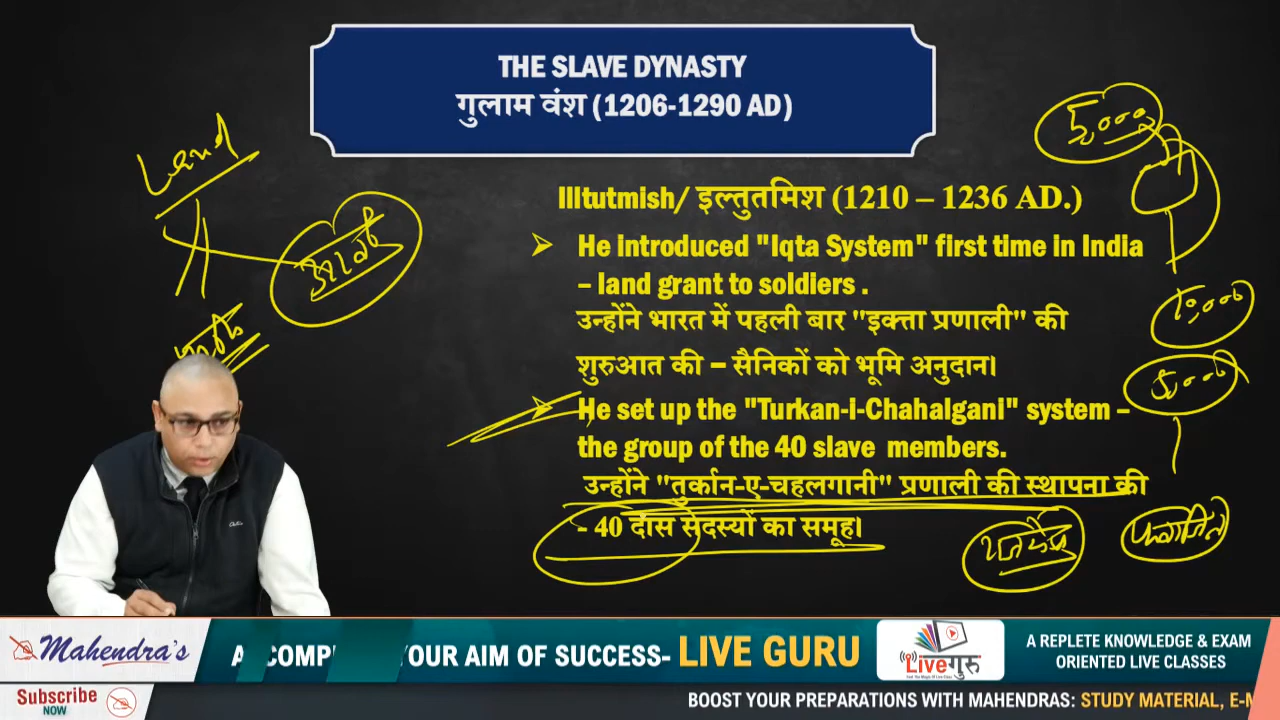 THE SLAVE DYNASTY
गुलाम वंश (1206-1290 AD)
Illtutmish/ इल्तुतमिश (1210 – 1236 AD.)
➤ He introduced "Iqta System" first time in India
– land grant to soldiers .
उन्होंने भारत में पहली बार "इक्ता प्रणाली" की
शुरुआत की – सैनिकों को भूमि अनुदान।
➤ He set up the "Turkan-i-Chahalgani" system –
the group of the 40 slave members.
उन्होंने "तुर्कान-ए-चहलगानी" प्रणाली की स्थापना की
- 40 दास सदस्यों का समूह।
Land
5000
10,000
Mahendra's
YOUR AIM OF SUCCESS- LIVE GURU
Liveगुरु
A REPLETE KNOWLEDGE & EXAM
ORIENTED LIVE CLASSES
Subscribe
NOW
BOOST YOUR PREPARATIONS WITH MAHENDRAS: STUDY MATERIAL, E-M